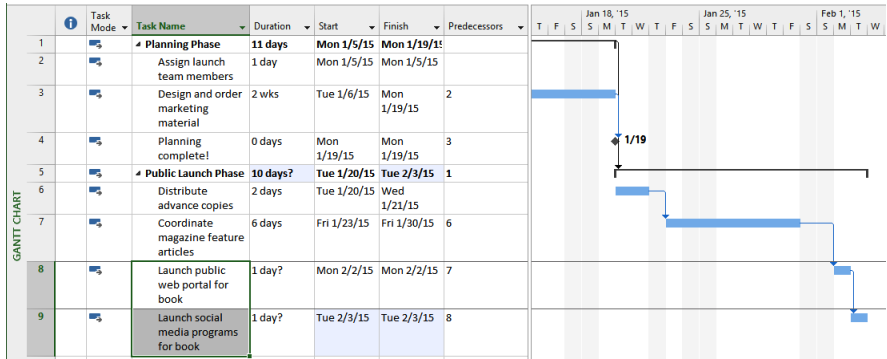 Jan 18, '15 Jan 25, '15 Feb 1, '15
Task
Mode Task Name Duration Start Finish Predecessors T F S S M T W T F S S M T W T F S S M T W
1 Planning Phase 11 days Mon 1/5/15 Mon 1/19/15
2 Assign launch 1 day Mon 1/5/15 Mon 1/5/15
team members
3 Design and order 2 wks Tue 1/6/15 Mon 2
marketing 1/19/15
material
4 Planning 0 days Mon Mon 3 1/19
complete! 1/19/15 1/19/15
5 Public Launch Phase 10 days? Tue 1/20/15 Tue 2/3/15 1
6 Distribute 2 days Tue 1/20/15 Wed
advance copies 1/21/15
7 Coordinate 6 days Fri 1/23/15 Fri 1/30/15 6
magazine feature
articles
8 Launch public 1 day? Mon 2/2/15 Mon 2/2/15 7
web portal for
book
9 Launch social 1 day? Tue 2/3/15 Tue 2/3/15 8
media programs
for book
GANTT CHART